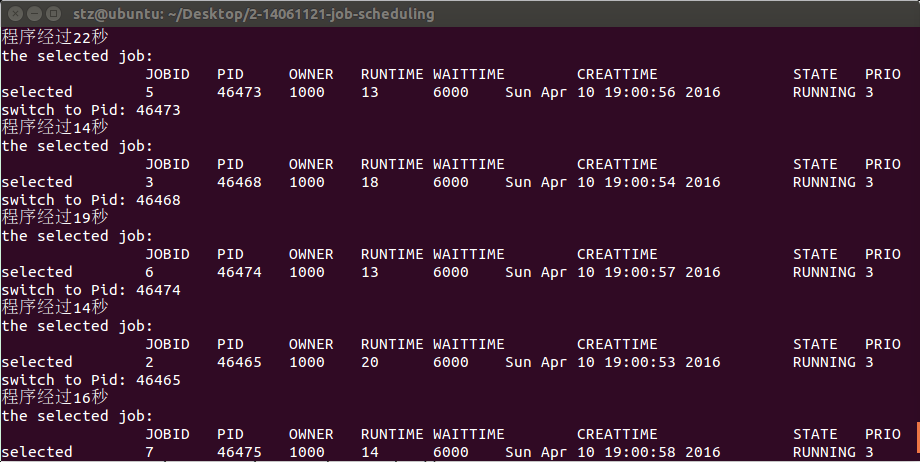 stz@ubuntu: ~/Desktop/2-14061121-job-scheduling
程序经过22秒
the selected job:
JOBID PID OWNER RUNTIME WAITTIME CREATTIME STATE PRIO
selected 5 46473 1000 13 6000 Sun Apr 10 19:00:56 2016 RUNNING 3
switch to Pid: 46473
程序经过14秒
the selected job:
JOBID PID OWNER RUNTIME WAITTIME CREATTIME STATE PRIO
selected 3 46468 1000 18 6000 Sun Apr 10 19:00:54 2016 RUNNING 3
switch to Pid: 46468
程序经过19秒
the selected job:
JOBID PID OWNER RUNTIME WAITTIME CREATTIME STATE PRIO
selected 6 46474 1000 13 6000 Sun Apr 10 19:00:57 2016 RUNNING 3
switch to Pid: 46474
程序经过14秒
the selected job:
JOBID PID OWNER RUNTIME WAITTIME CREATTIME STATE PRIO
selected 2 46465 1000 20 6000 Sun Apr 10 19:00:53 2016 RUNNING 3
switch to Pid: 46465
程序经过16秒
the selected job:
JOBID PID OWNER RUNTIME WAITTIME CREATTIME STATE PRIO
selected 7 46475 1000 14 6000 Sun Apr 10 19:00:58 2016 RUNNING 3